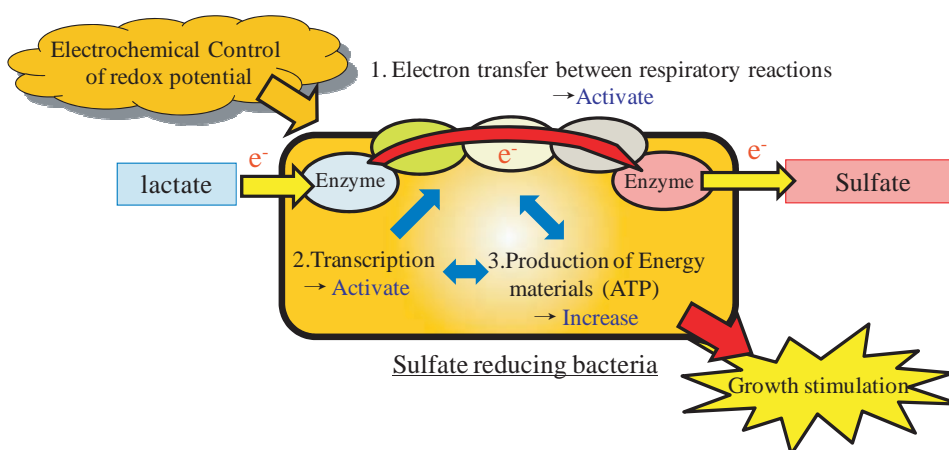 Electrochemical Control
of redox potential
1. Electron transfer between respiratory reactions
→Activate
e-
lactate
Enzyme
e-
Enzyme
e-
Sulfate
2.Transcription
→ Activate
3.Production of Energy
materials (ATP)
→ Increase
Sulfate reducing bacteria
Growth stimulation